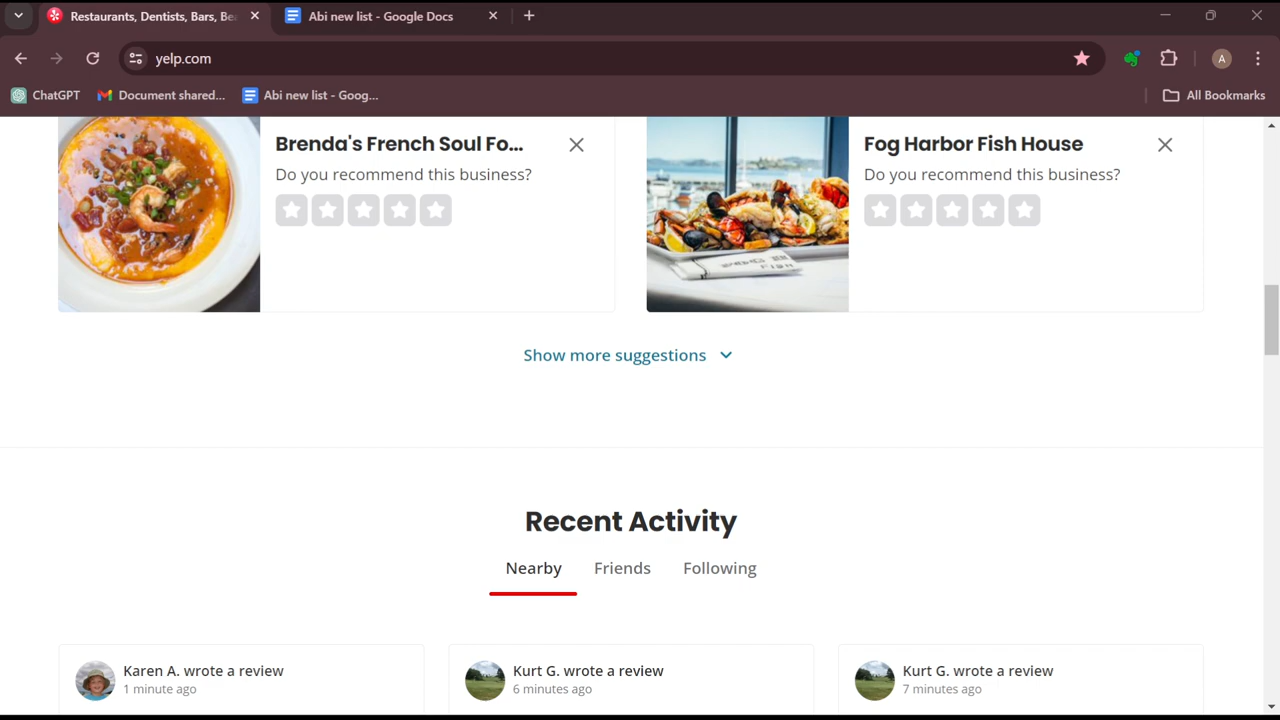 Restaurants, Dentists, Bars, Be
Abi new list - Google Docs
yelp.com
A
ChatGPT
Document shared...
Abi new list - Goog...
All Bookmarks
Brenda's French Soul Fo...
Do you recommend this business?
Fog Harbor Fish House
Do you recommend this business?
Show more suggestions
Recent Activity
Nearby Friends Following
Karen A. wrote a review
1 minute ago
Kurt G. wrote a review
6 minutes ago
Kurt G. wrote a review
7 minutes ago